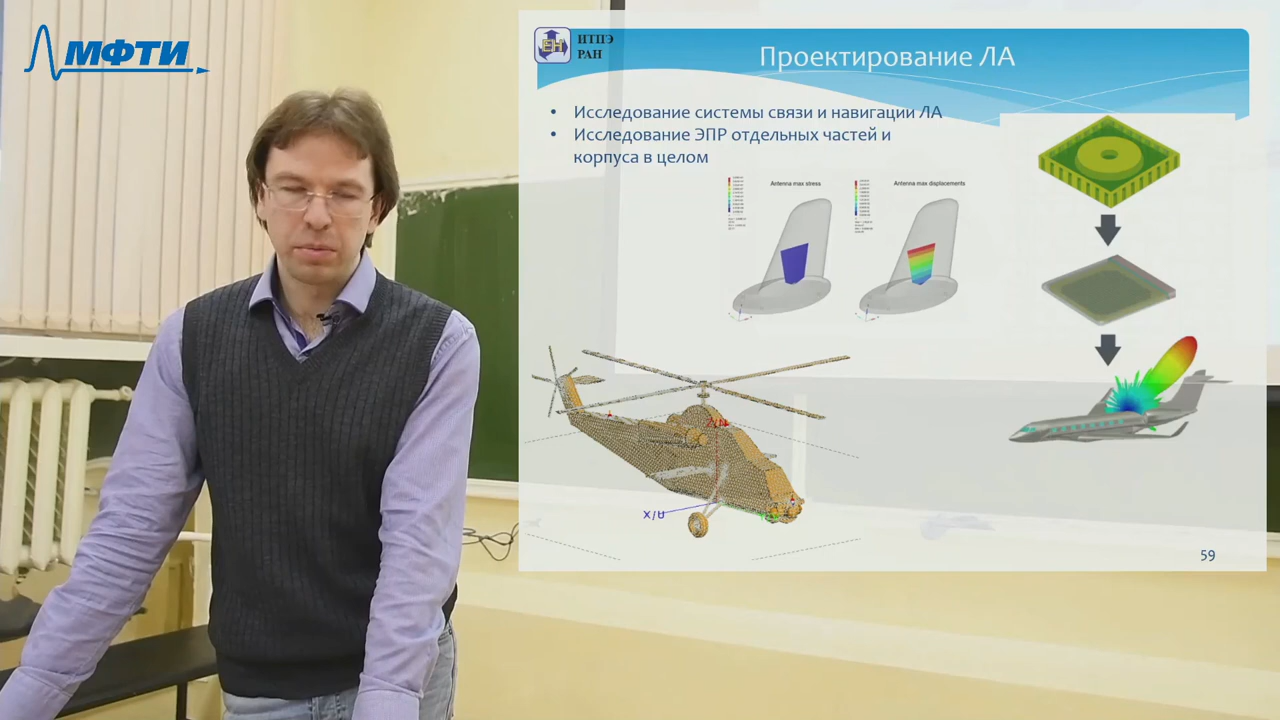 МФТИ
ЕН
ИТПЭ
РАН
Проектирование ЛА
• Исследование системы связи и навигации ЛА
• Исследование ЭПР отдельных частей и
корпуса в целом
Antenna max stress
Antenna max displacements
X/U
59